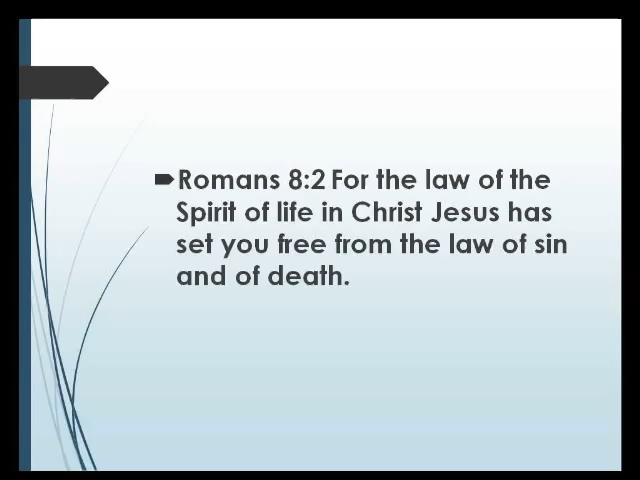 Romans 8:2 For the law of the
Spirit of life in Christ Jesus has
set you free from the law of sin
and of death.